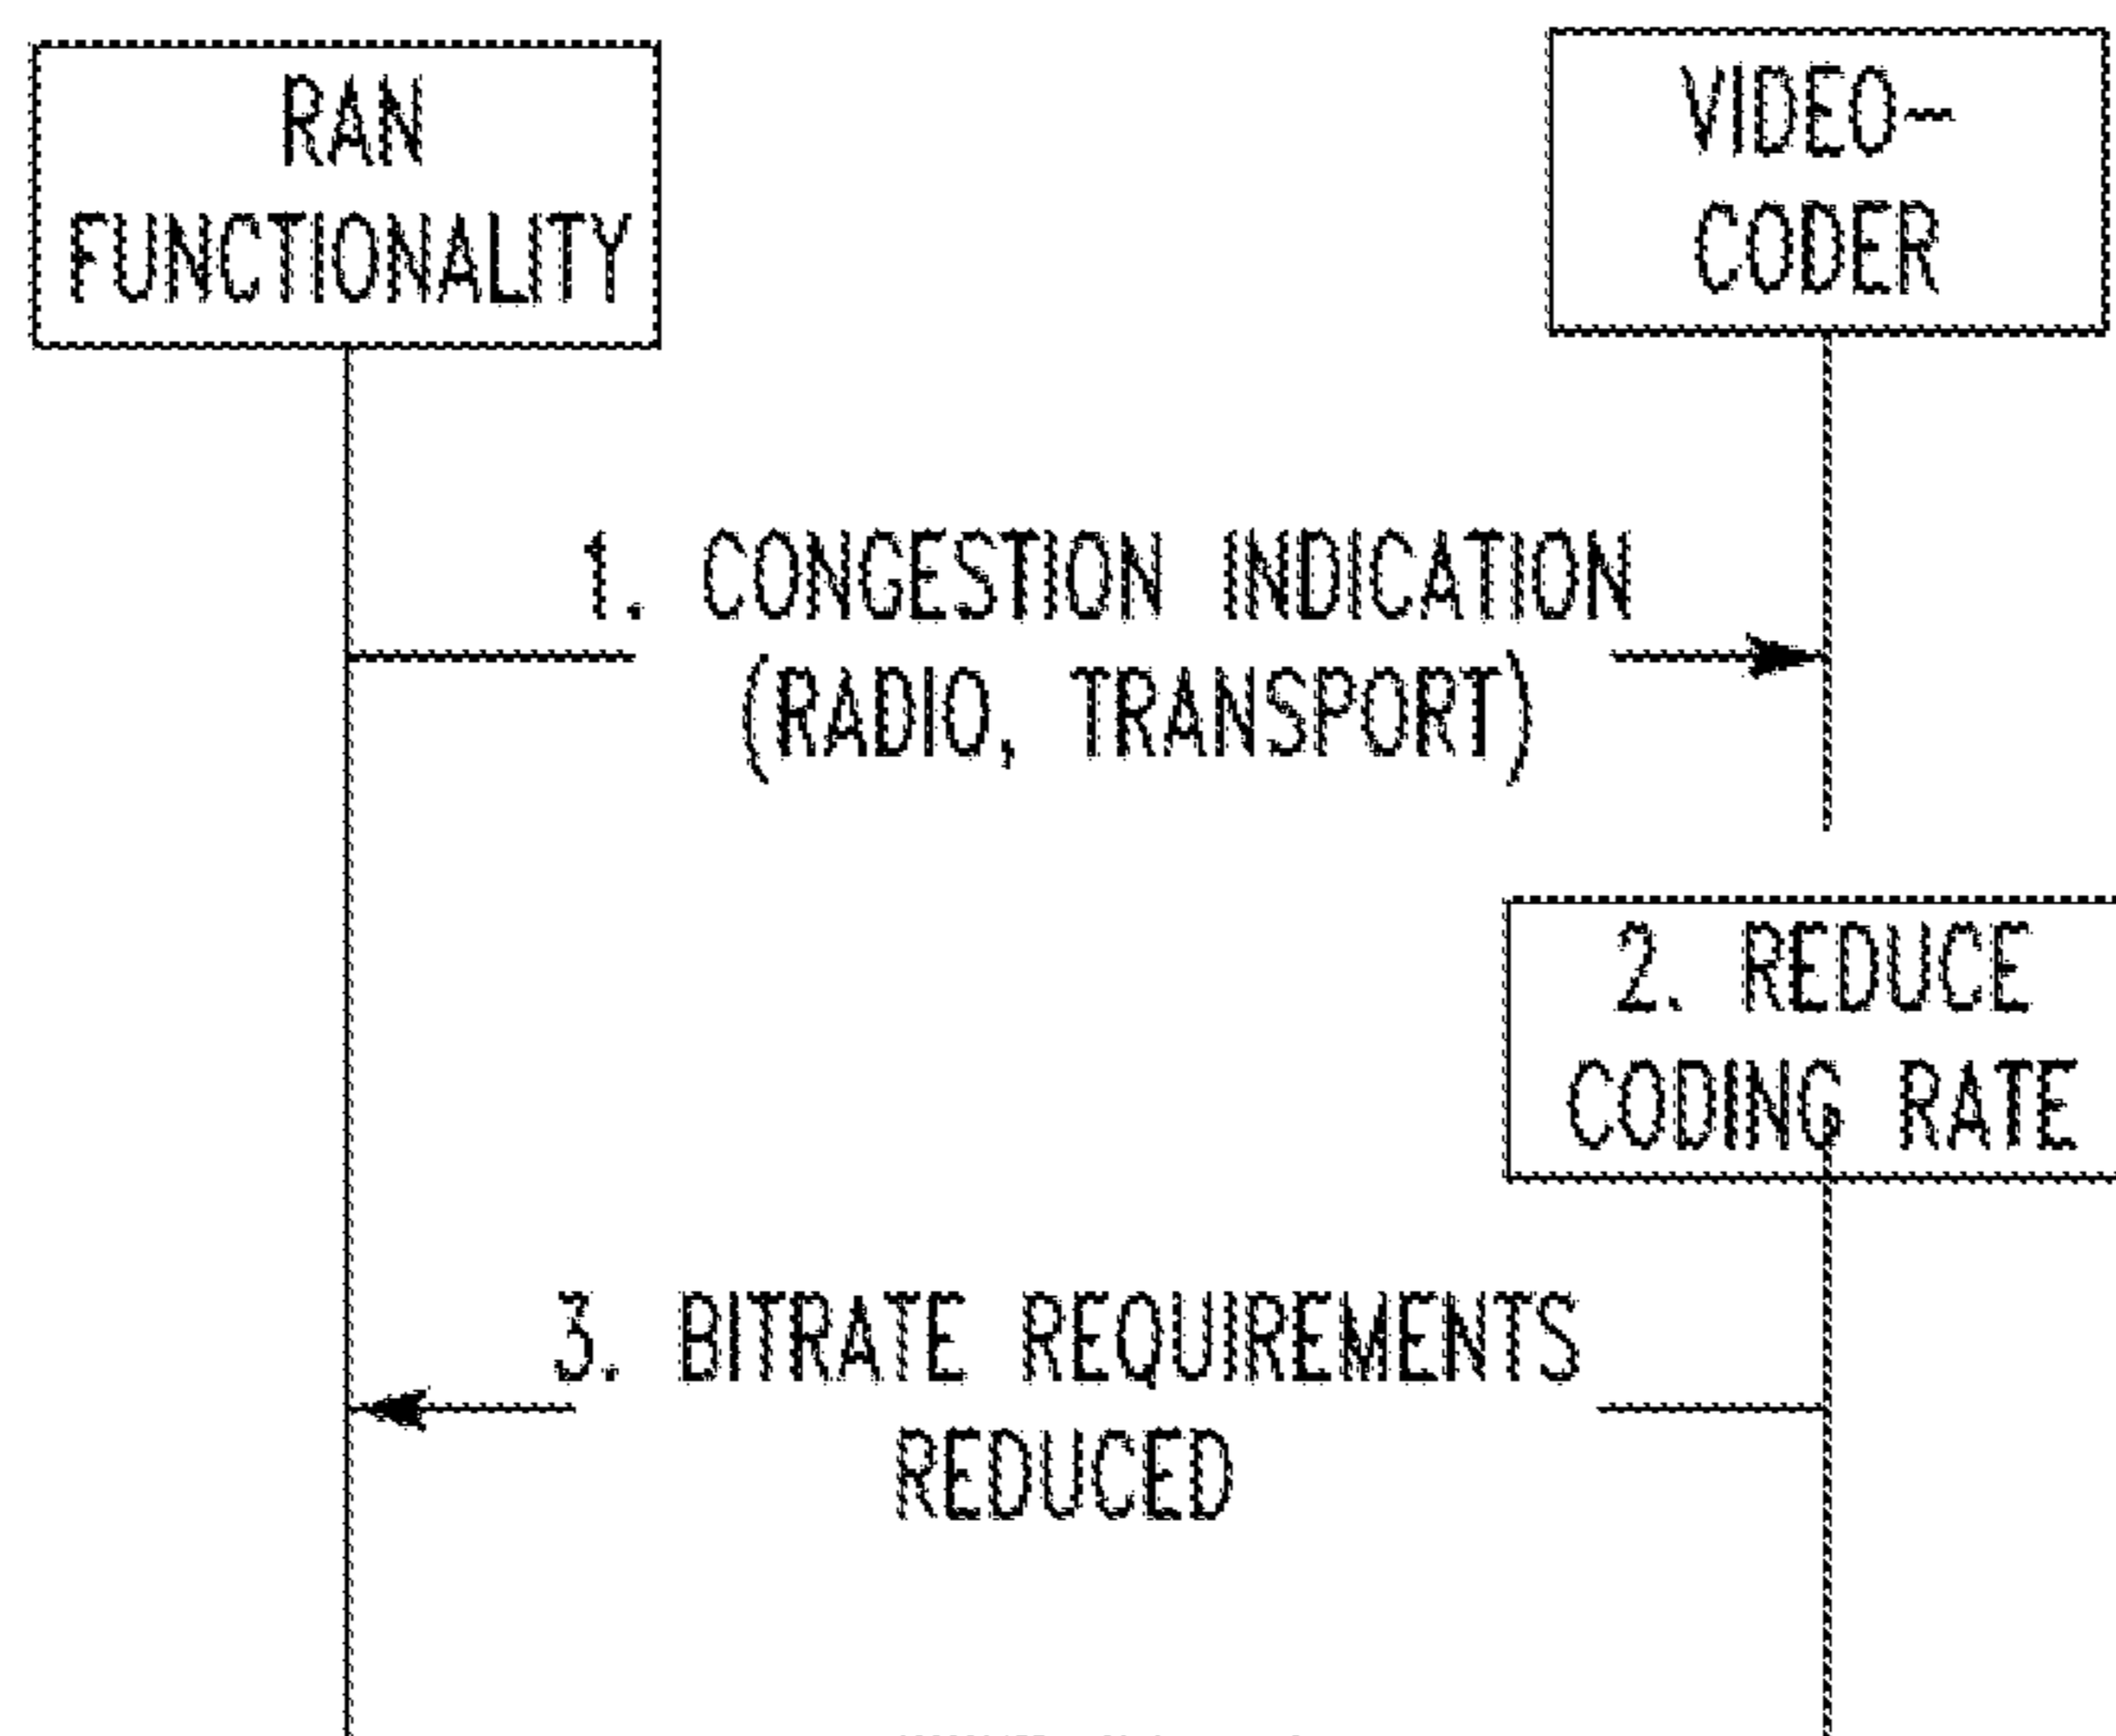 RAN
FUNCTIONALITY
VIDEO-
CODER
1. CONGESTION INDICATION
(RADIO, TRANSPORT)
2. REDUCE
CODING RATE
3. BITRATE REQUIREMENTS
REDUCED